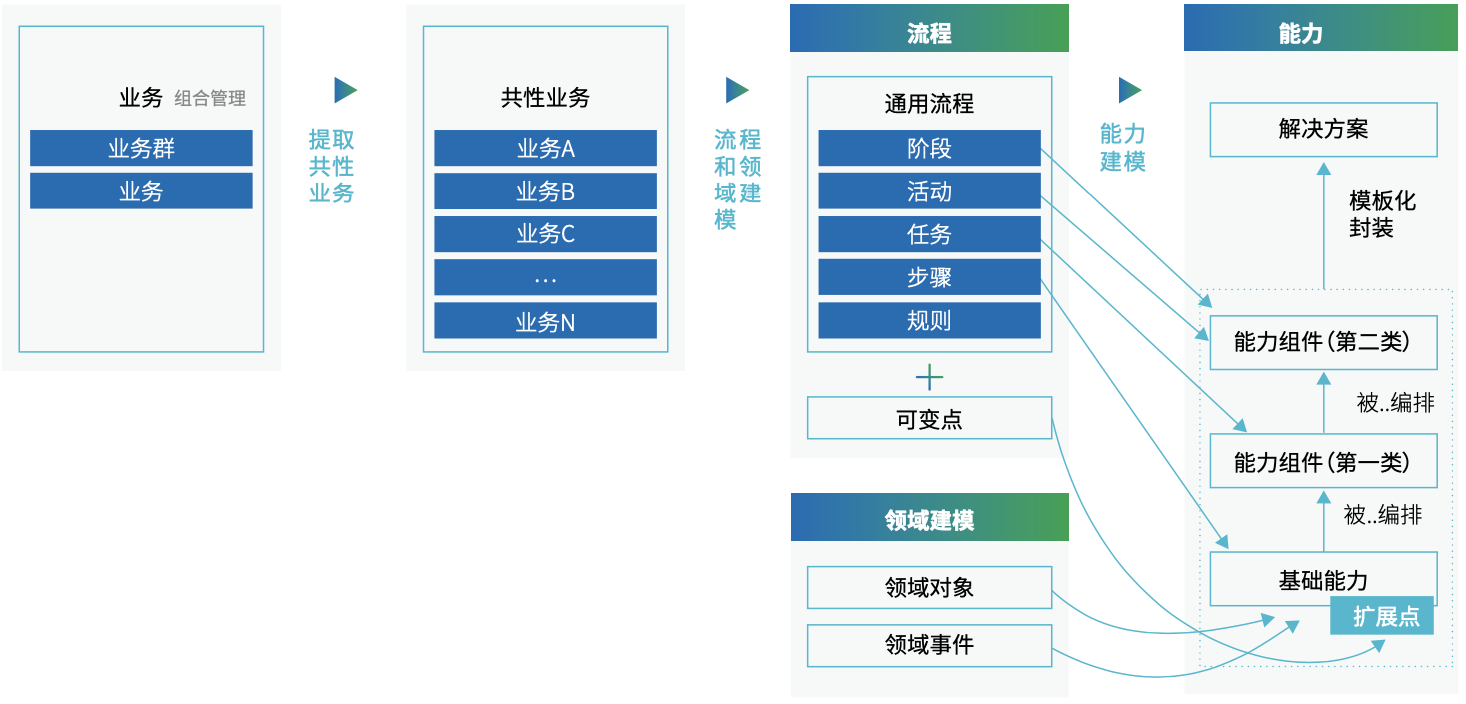 业务 组合管理
业务群
业务
提取
共性
业务
共性业务
业务A
业务B
业务C
...
业务N
流程
和领
域建
模
流程
通用流程
阶段
活动
任务
步骤
规则
可变点
领域建模
领域对象
领域事件
能力
建模
能力
解决方案
模板化
封装
能力组件(第二类)
被..编排
能力组件(第一类)
被..编排
基础能力
扩展点